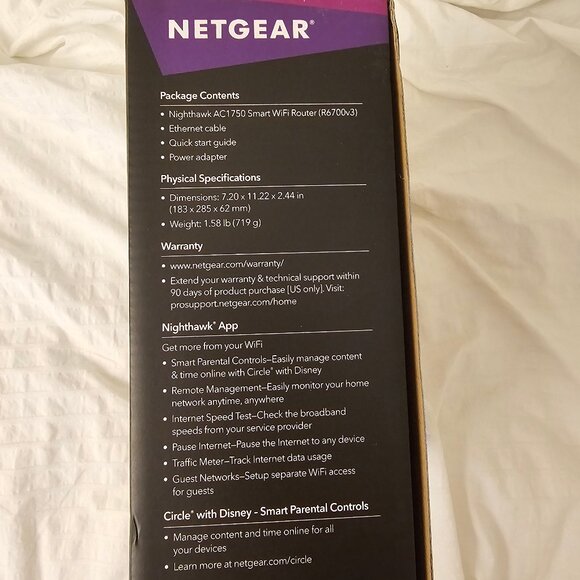 NETGEAR®
Package Contents
• Nighthawk AC1750 Smart WiFi Router (R6700v3)
• Ethernet cable
• Quick start guide
• Power adapter
Physical Specifications
• Dimensions: 7.20 x 11.22 x 2.44 in
(183 x 285 x 62 mm)
• Weight: 1.58 lb (719 g)
Warranty
• www.netgear.com/warranty/
• Extend your warranty & technical support within
90 days of product purchase [US only]. Visit:
prosupport.netgear.com/home
Nighthawk® App
Get more from your WiFi
• Smart Parental Controls—Easily manage content
& time online with Circle® with Disney
• Remote Management—Easily monitor your home
network anytime, anywhere
• Internet Speed Test—Check the broadband
speeds from your service provider
• Pause Internet—Pause the Internet to any device
• Traffic Meter—Track Internet data usage
• Guest Networks—Setup separate WiFi access
for guests
Circle® with Disney - Smart Parental Controls
• Manage content and time online for all
your devices
• Learn more at netgear.com/circle